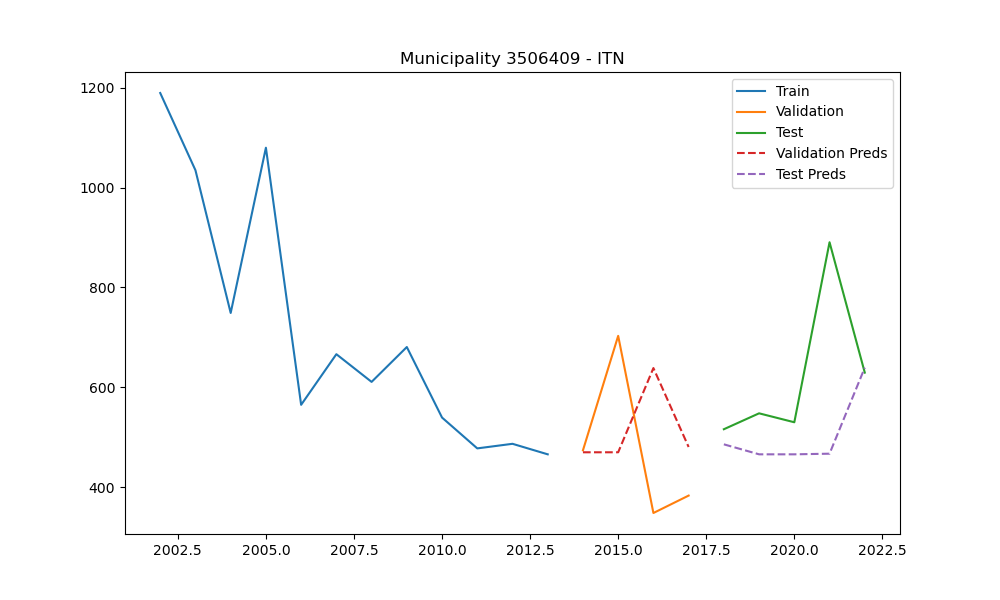 Municipality 3506409 - ITN
Train
Validation
Test
Validation Preds
Test Preds
1200
1000
800
600
400
2002.5 2005.0 2007.5 2010.0 2012.5 2015.0 2017.5 2020.0 2022.5